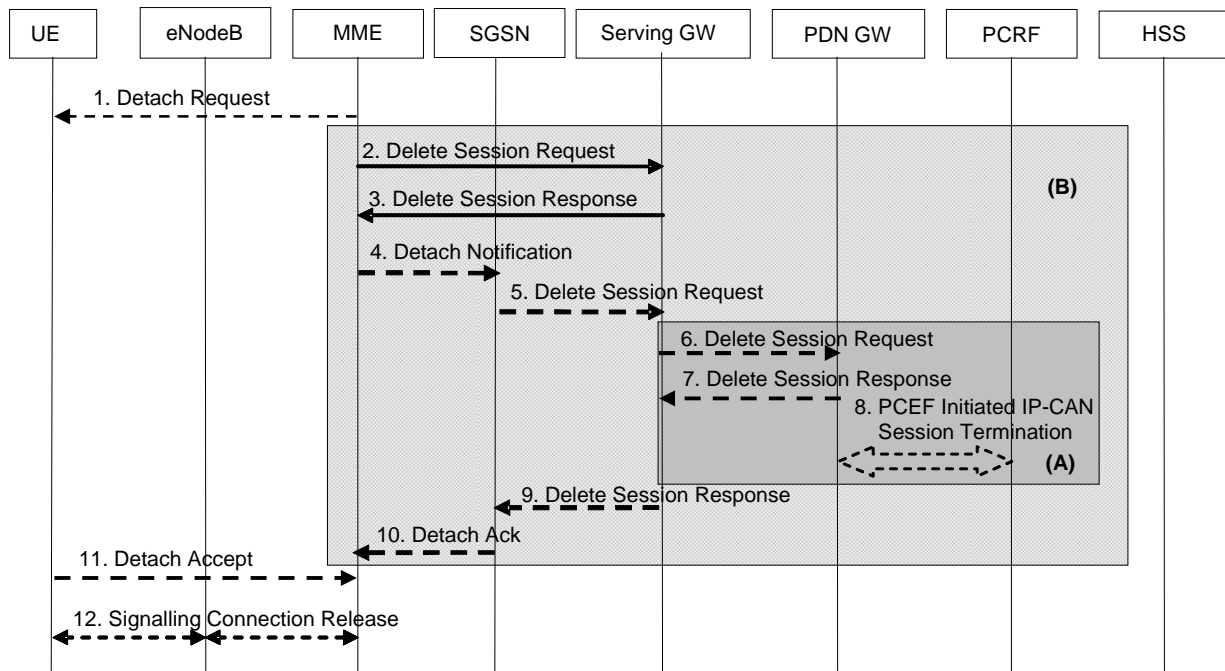 UE
eNodeB
MME
SGSN
Serving GW
PDN GW
PCRF
HSS
1. Detach Request
2. Delete Session Request
(B)
3. Delete Session Response
4. Detach Notification
5. Delete Session Request
6. Delete Session Request
7. Delete Session Response
8. PCEF Initiated IP-CAN
Session Termination
(A)
9. Delete Session Response
10. Detach Ack
11. Detach Accept
12. Signalling Connection Release